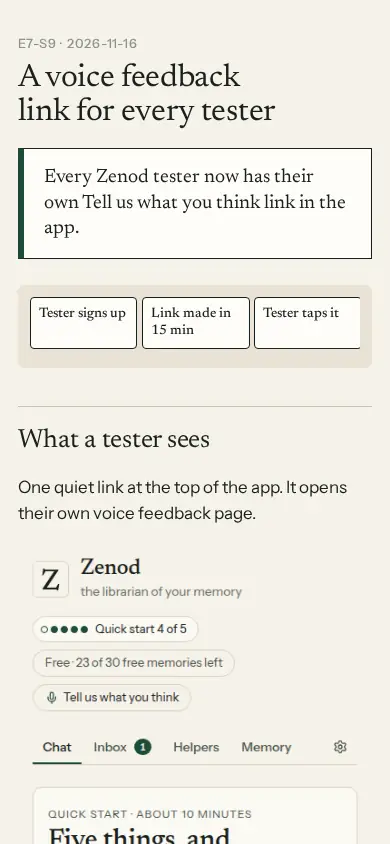 E7-S9 · 2026-11-16
A voice feedback
link for every tester
Every Zenod tester now has their
own Tell us what you think link in the
app.
Tester signs up
Link made in
15 min
Tester taps it
What a tester sees
One quiet link at the top of the app. It opens
their own voice feedback page.
Z
Zenod
the librarian of your memory
Quick start 4 of 5
Free · 23 of 30 free memories left
Tell us what you think
Chat
Inbox 1
Helpers
Memory
QUICK START · ABOUT 10 MINUTES
Five things, and